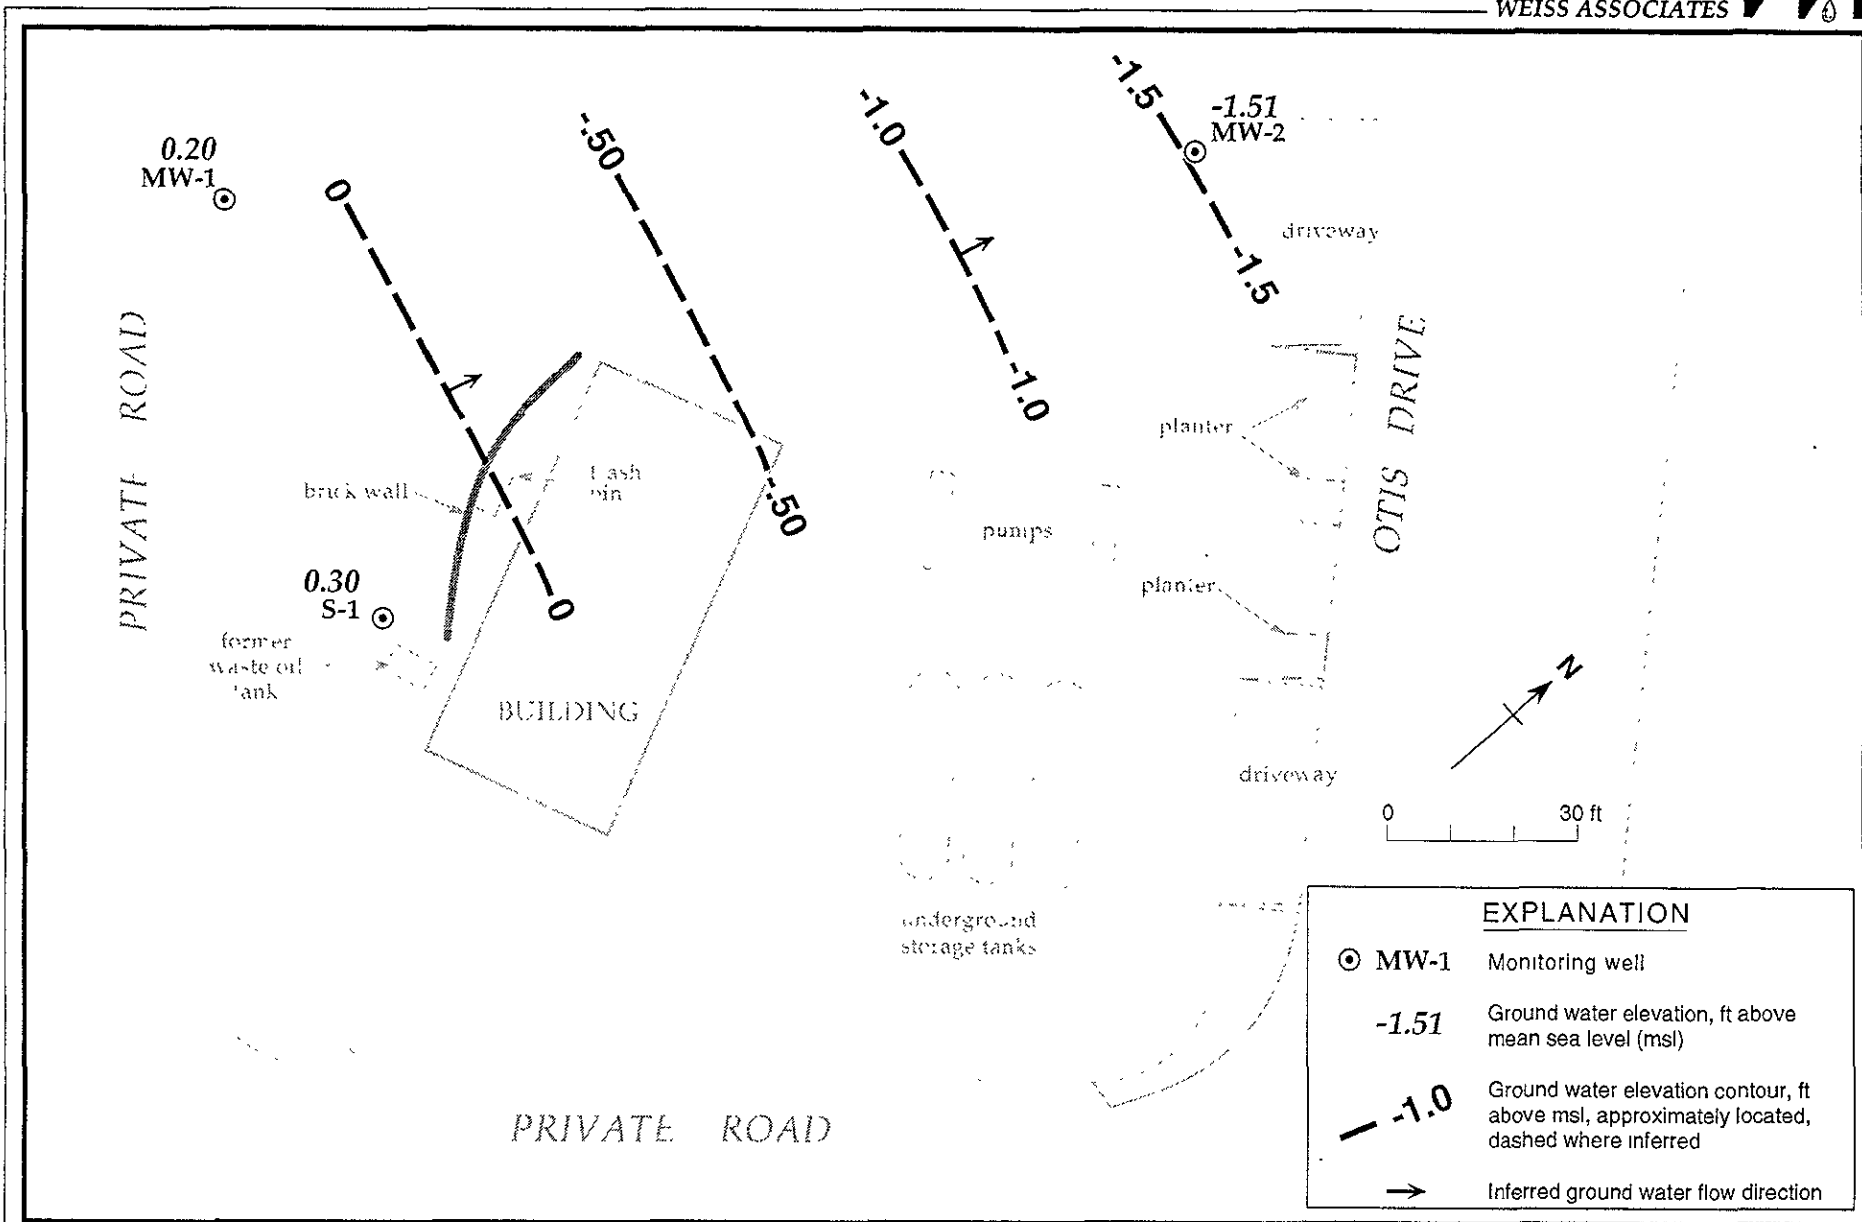 WEISS ASSOCIATES
-1.5
-1.0
-.50
-1.51
MW-2
0.20
MW-1
0
driveway
-1.5
PRIVATE ROAD
OTIS DRIVE
-1.0
planter
brick wall
-.50
pumps
0.30
S-1
0
planter
former
waste oil
tank
N
BUILDING
driveway
0 30 ft
underground
storage tanks
PRIVATE ROAD
EXPLANATION
MW-1 Monitoring well
-1.51 Ground water elevation, ft above
mean sea level (msl)
-1.0 Ground water elevation contour, ft
above msl, approximately located,
dashed where inferred
Inferred ground water flow direction